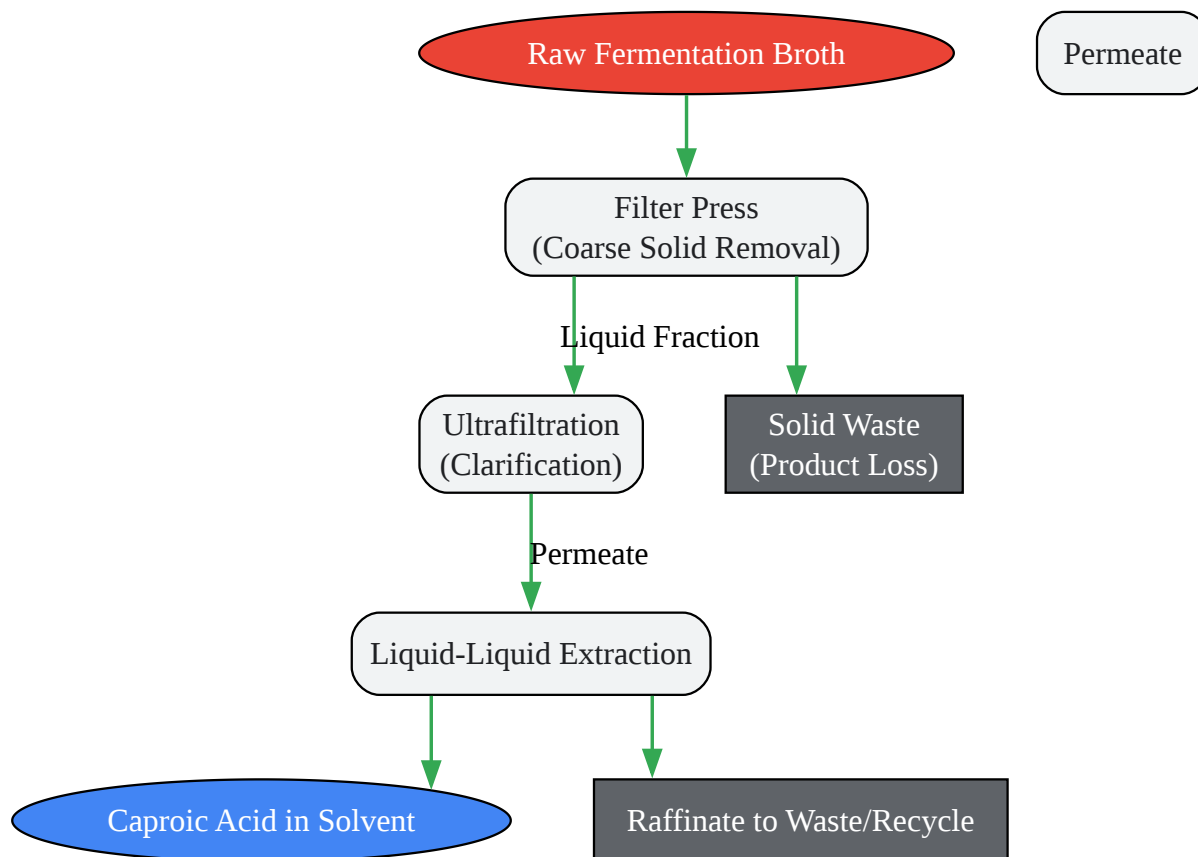 Raw Fermentation Broth
Permeate
Filter Press
(Coarse Solid Removal)
Liquid Fraction
Ultrafiltration
(Clarification)
Solid Waste
(Product Loss)
Permeate
Liquid-Liquid Extraction
Caproic Acid in Solvent
Raffinate to Waste/Recycle